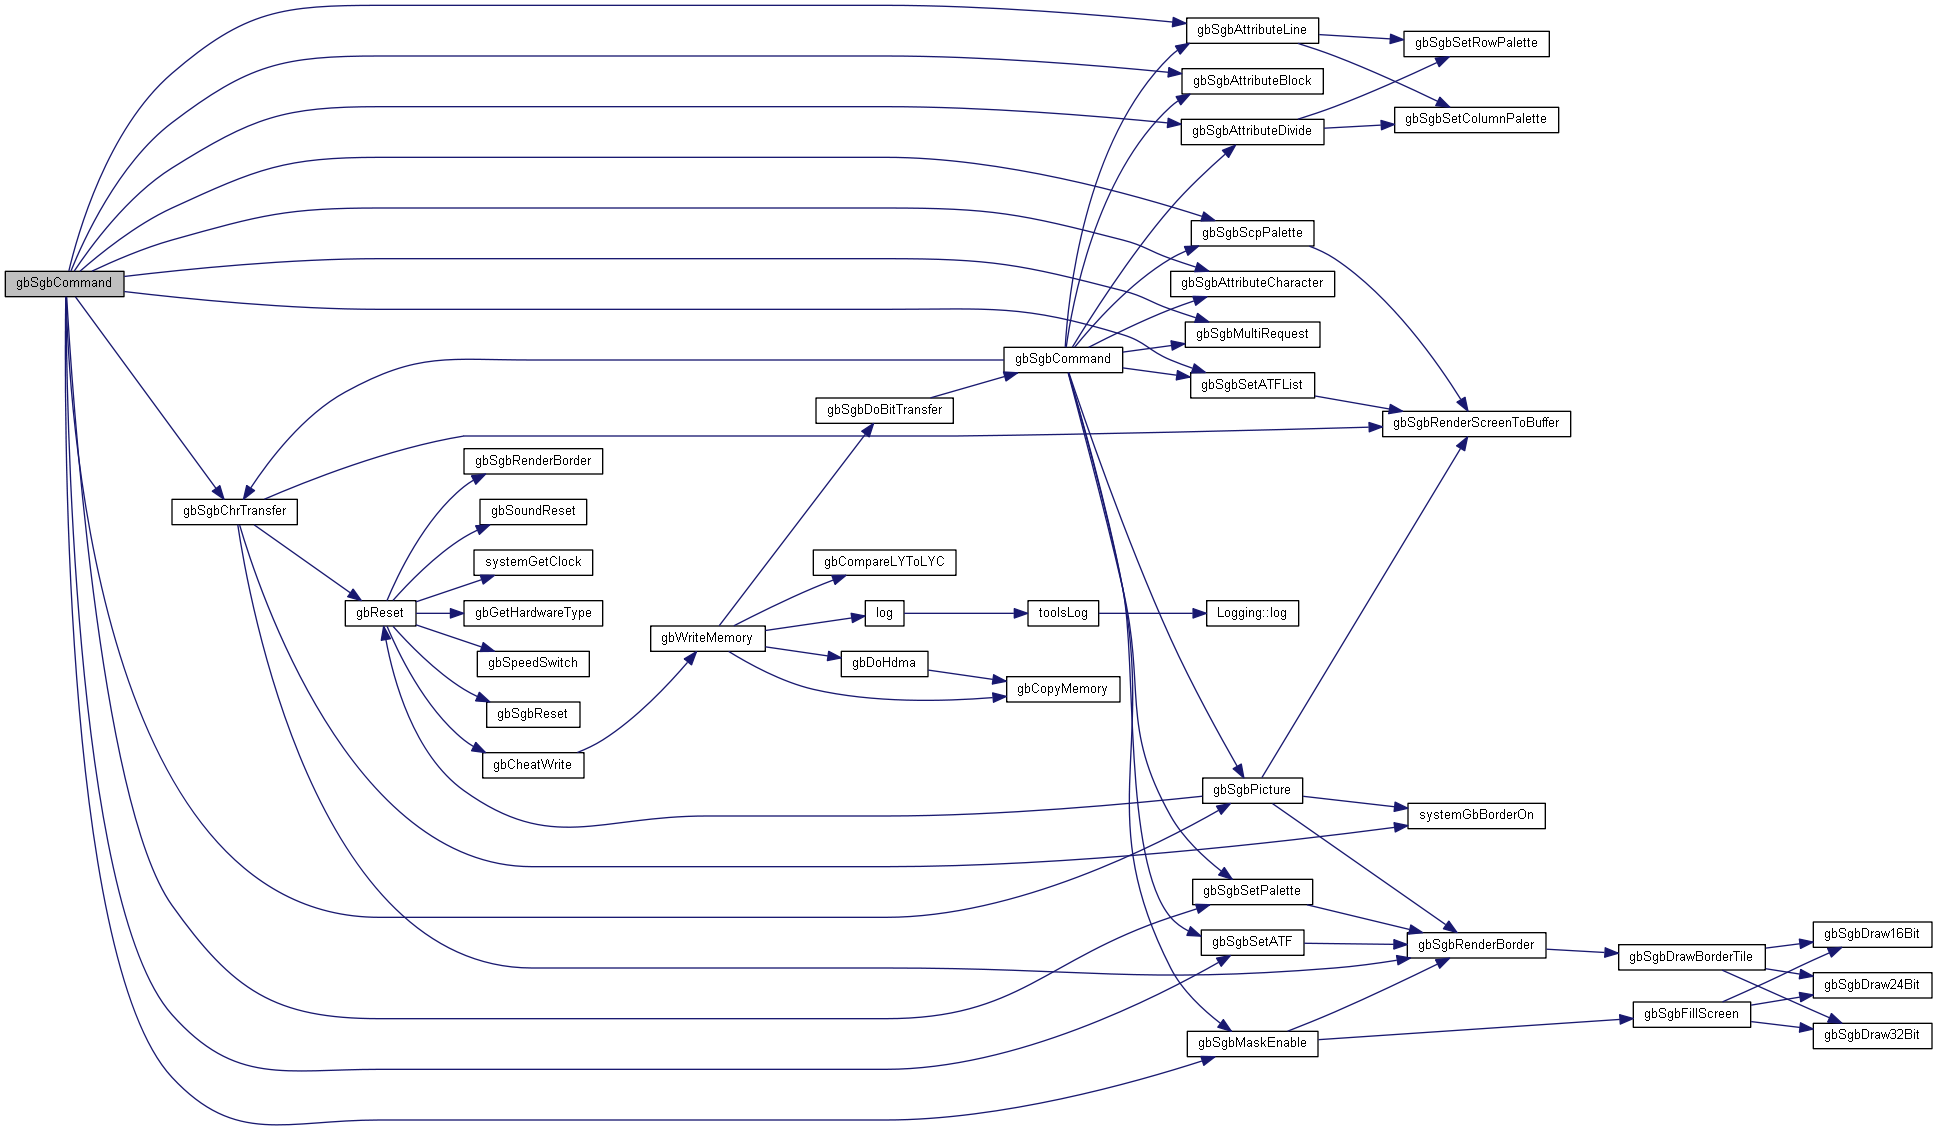 gbSgbAttributeLine
gbSgbSetRowPalette
gbSgbAttributeBlock
gbSgbSetColumnPalette
gbSgbAttributeDivide
gbSgbScpPalette
gbSgbCommand
gbSgbAttributeCharacter
gbSgbMultiRequest
gbSgbCommand
gbSgbSetATFList
gbSgbDoBitTransfer
gbSgbRenderScreenToBuffer
gbSgbRenderBorder
gbSgbChrTransfer
gbSoundReset
systemGetClock
gbCompareLYToLYC
gbReset
gbGetHardwareType
log
toolsLog
Logging::log
gbWriteMemory
gbSpeedSwitch
gbDoHdma
gbCopyMemory
gbSgbReset
gbCheatWrite
gbSgbPicture
systemGbBorderOn
gbSgbSetPalette
gbSgbSetATF
gbSgbRenderBorder
gbSgbDraw16Bit
gbSgbDrawBorderTile
gbSgbDraw24Bit
gbSgbFillScreen
gbSgbMaskEnable
gbSgbDraw32Bit